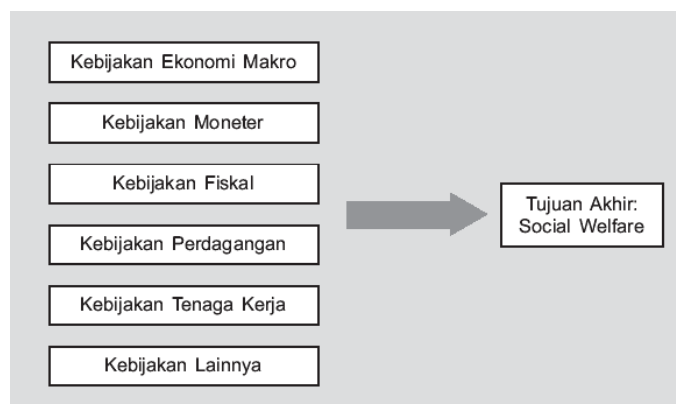 Kebijakan Ekonomi Makro
Kebijakan Moneter
Kebijakan Fiskal
Kebijakan Perdagangan
Kebijakan Tenaga Kerja
Kebijakan Lainnya
Tujuan Akhir:
Social Welfare